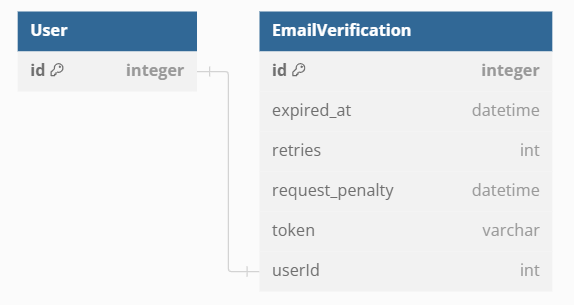 User
id integer
EmailVerification
id integer
expired_at datetime
retries int
request_penalty datetime
token varchar
userId int